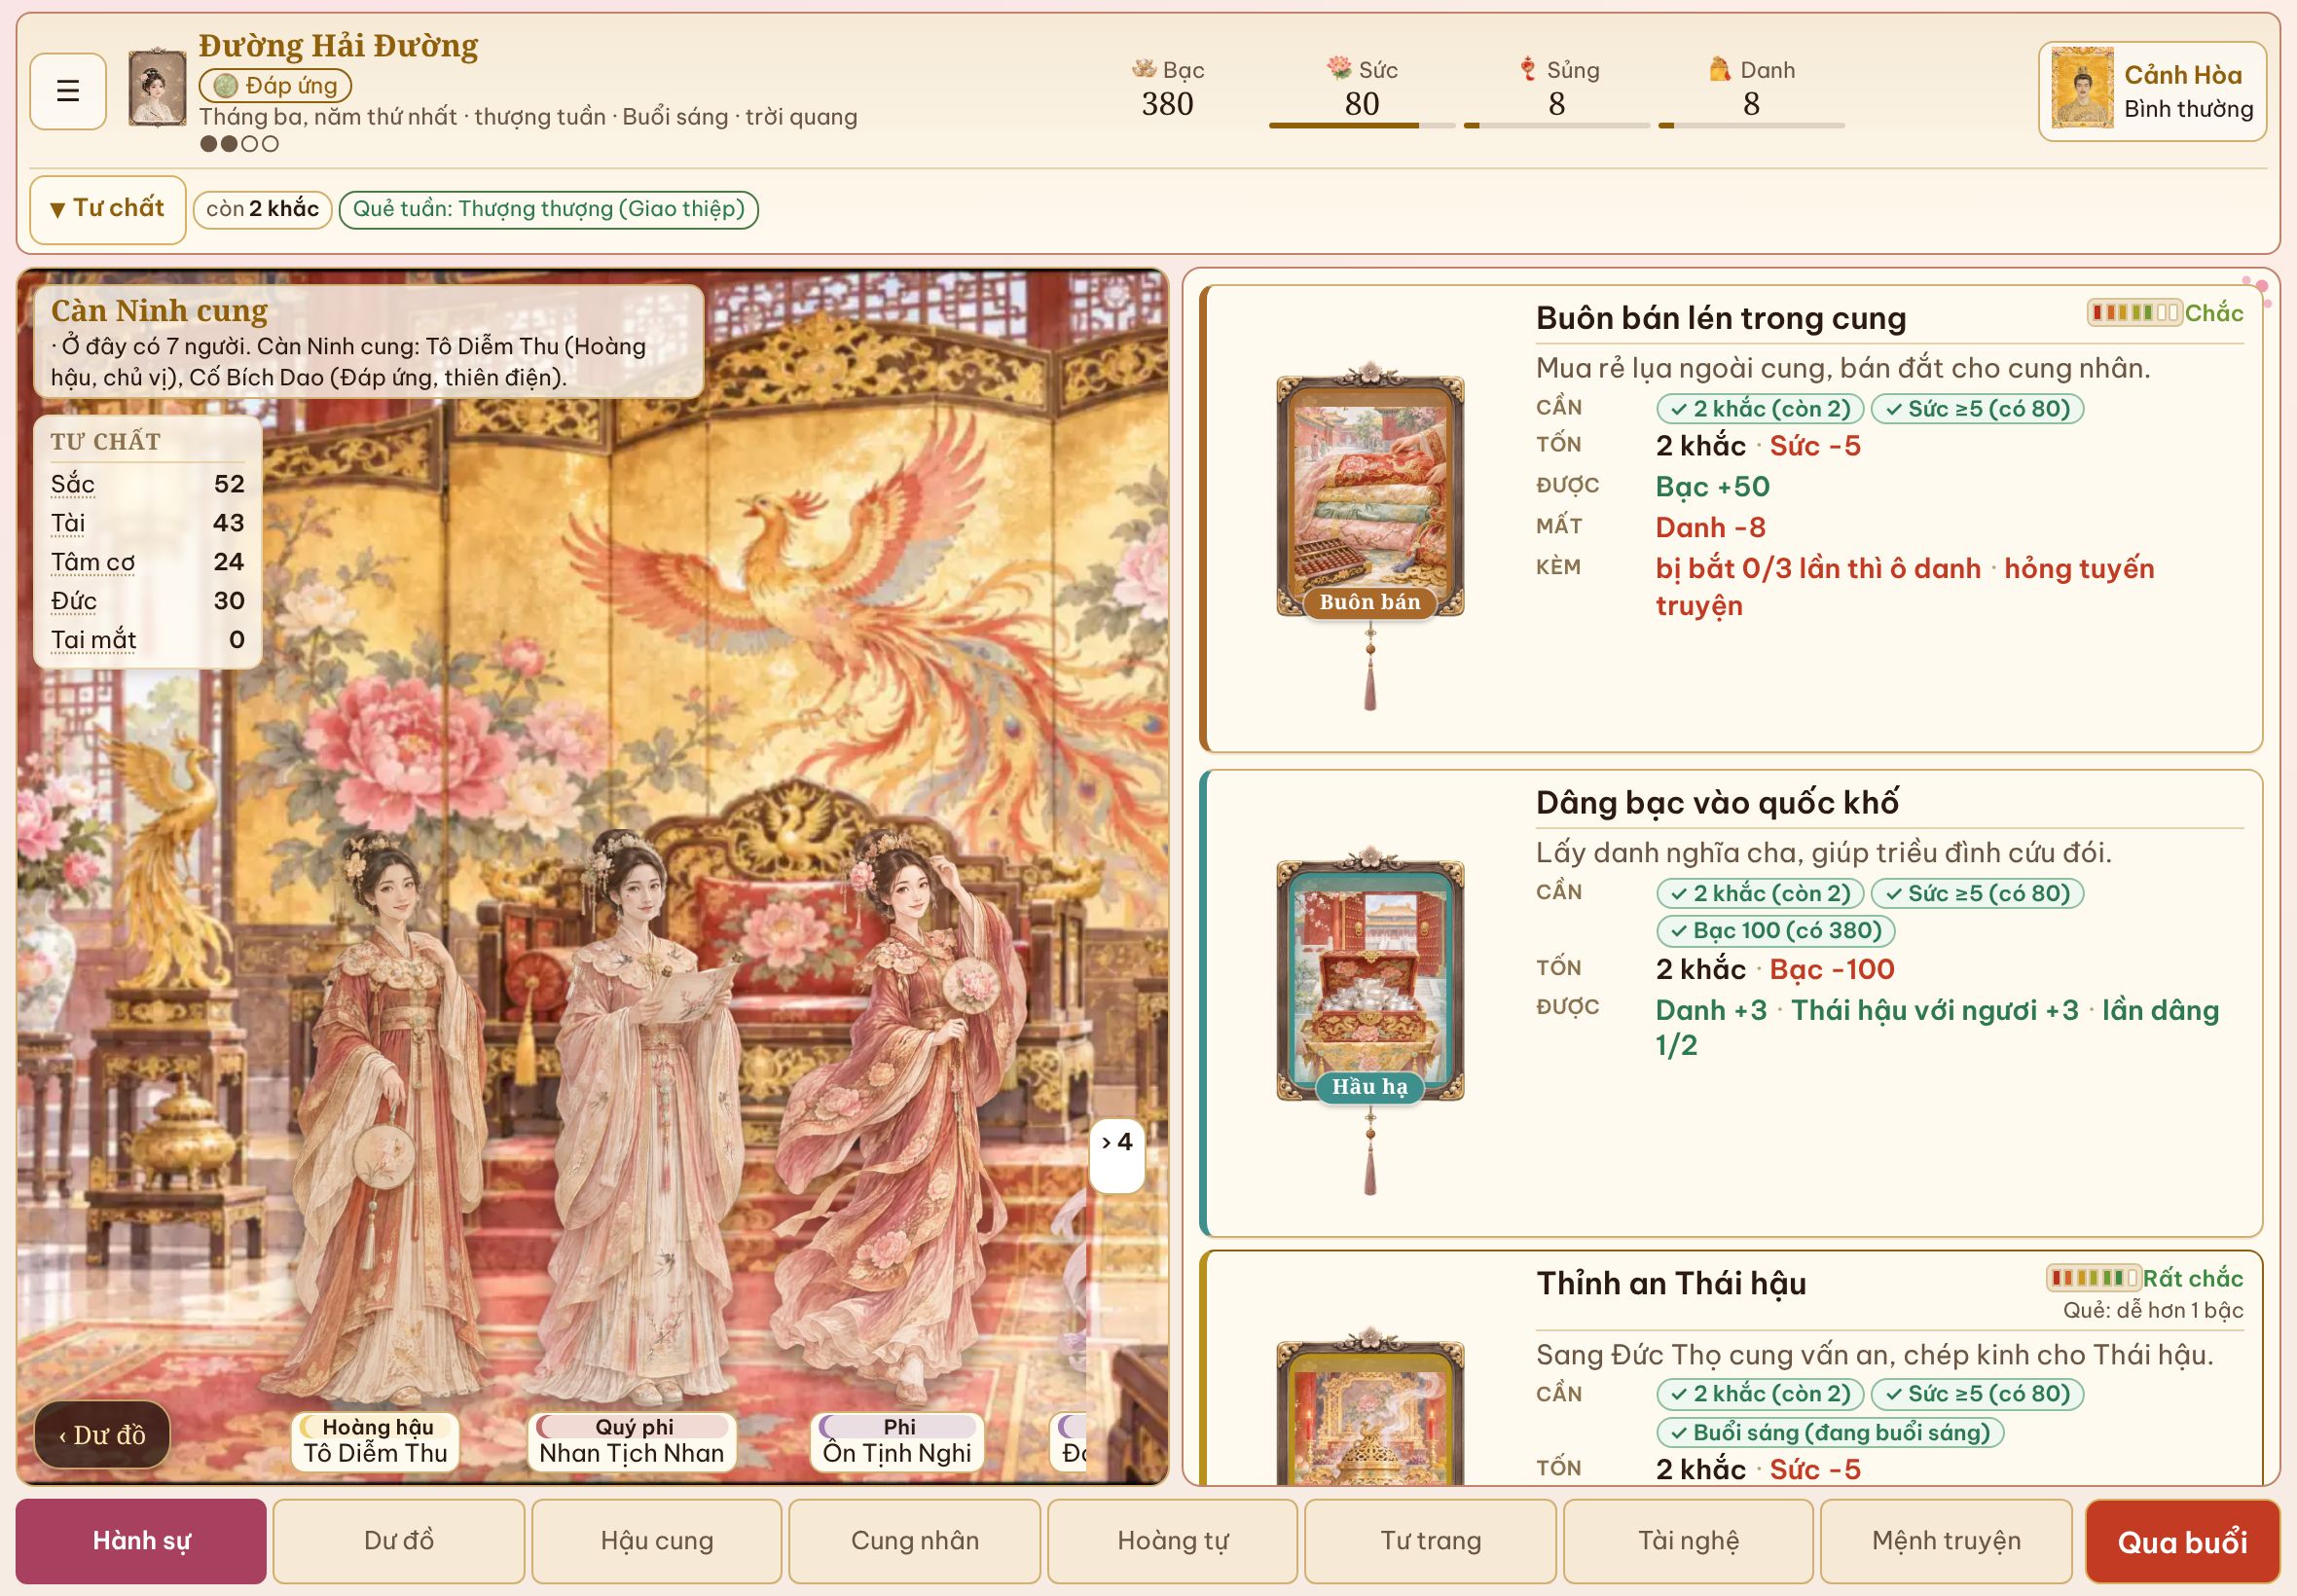 ☰
Đường Hải Đường
Đáp ứng
Tháng ba, năm thứ nhất · thượng tuần · Buổi sáng · trời quang
Bạc
380
Sức
80
Sủng
8
Danh
8
Cảnh Hòa
Bình thường
▼ Tư chất
còn 2 khắc
Quẻ tuần: Thượng thượng (Giao thiệp)
Càn Ninh cung
· Ở đây có 7 người. Càn Ninh cung: Tô Diễm Thu (Hoàng
hậu, chủ vị), Cố Bích Dao (Đáp ứng, thiên điện).
TƯ CHẤT
Sắc 52
Tài 43
Tâm cơ 24
Đức 30
Tai mắt 0
› 4
‹ Dư đồ
Hoàng hậu
Tô Diễm Thu
Quý phi
Nhan Tịch Nhan
Phi
Ôn Tịnh Nghi
Buôn bán lén trong cung
Chắc
Mua rẻ lụa ngoài cung, bán đắt cho cung nhân.
CẦN ✓ 2 khắc (còn 2) ✓ Sức ≥5 (có 80)
TỐN 2 khắc · Sức -5
ĐƯỢC Bạc +50
MẤT Danh -8
KÈM bị bắt 0/3 lần thì ô danh · hỏng tuyến
truyện
Buôn bán
Dâng bạc vào quốc khố
Lấy danh nghĩa cha, giúp triều đình cứu đói.
CẦN ✓ 2 khắc (còn 2) ✓ Sức ≥5 (có 80)
✓ Bạc 100 (có 380)
TỐN 2 khắc · Bạc -100
ĐƯỢC Danh +3 · Thái hậu với ngươi +3 · lần dâng
1/2
Hầu hạ
Thỉnh an Thái hậu
Rất chắc
Quẻ: dễ hơn 1 bậc
Sang Đức Thọ cung vấn an, chép kinh cho Thái hậu.
CẦN ✓ 2 khắc (còn 2) ✓ Sức ≥5 (có 80)
✓ Buổi sáng (đang buổi sáng)
TỐN 2 khắc · Sức -5
Hành sự
Dư đồ
Hậu cung
Cung nhân
Hoàng tự
Tư trang
Tài nghệ
Mệnh truyện
Qua buổi